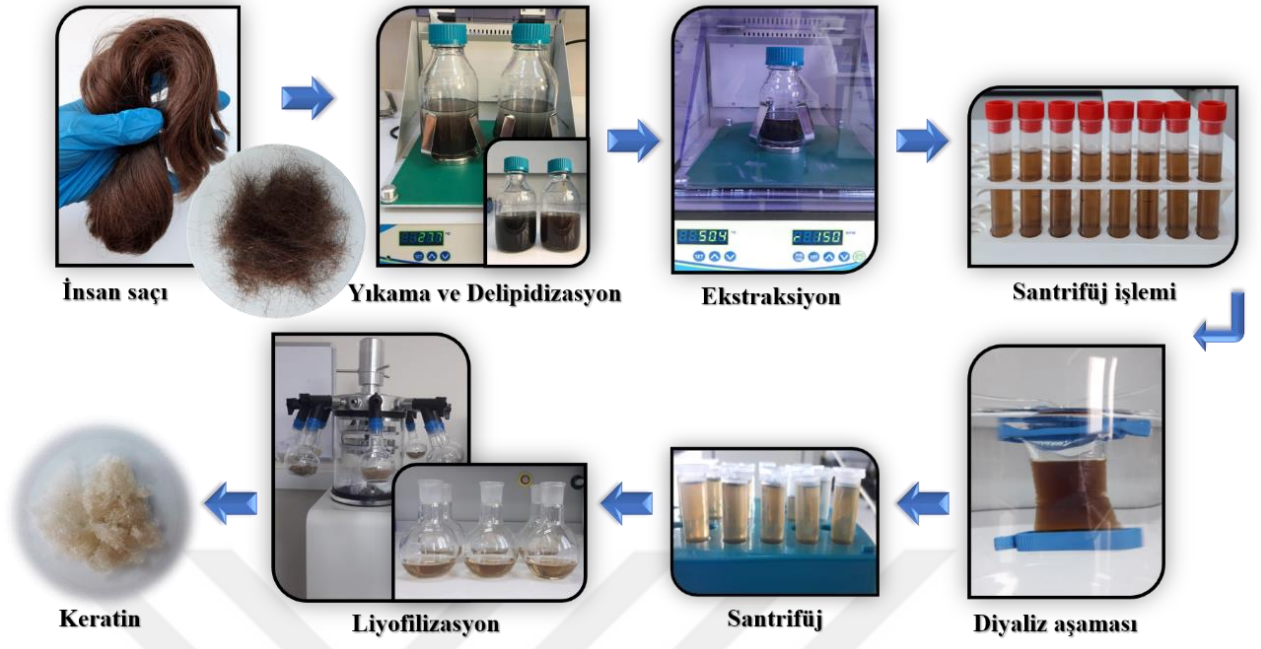 İnsan saçı
Yıkama ve Delipidizasyon
Ekstraksiyon
Santrifüj işlemi
Diyaliz aşaması
Santrifüj
Liyofilizasyon
Keratin